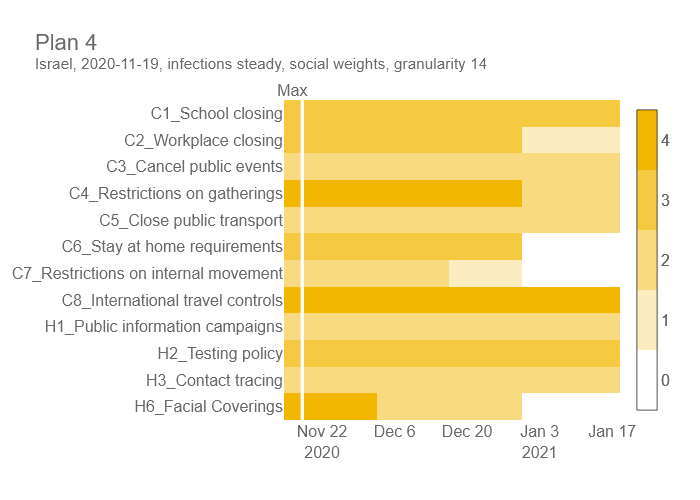 Plan 4
Israel, 2020-11-19, infections steady, social weights, granularity 14
Max
C1_School closing
C2_Workplace closing
C3_Cancel public events
C4_Restrictions on gatherings
C5_Close public transport
C6_Stay at home requirements
C7_Restrictions on internal movement
C8_International travel controls
H1_Public information campaigns
H2_Testing policy
H3_Contact tracing
H6_Facial Coverings
4
3
2
1
0
Nov 22 Dec 6 Dec 20 Jan 3 Jan 17
2020 2021